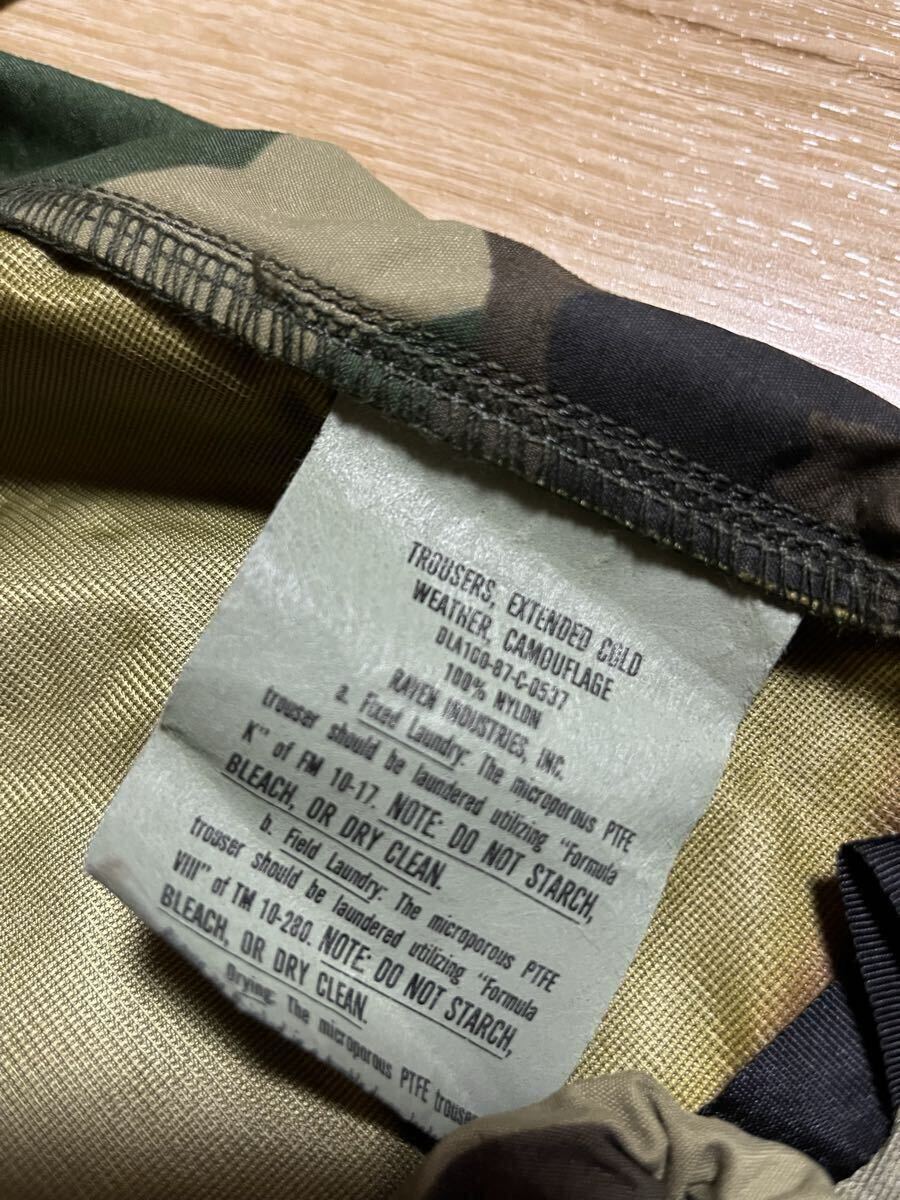 TROUSERS, EXTENDED COLD
WEATHER, CAMOUFLAGE
DLA100-87-C-0537
100% NYLON
RAVEN INDUSTRIES, INC.
a. Fixed Laundry: The microporous PTFE
trouser should be laundered utilizing "Formula
K" of FM 10-17. NOTE: DO NOT STARCH,
BLEACH, OR DRY CLEAN.
b. Field Laundry: The microporous PTFE
trouser should be laundered utilizing "Formula
VIII" of TM 10-280. NOTE: DO NOT STARCH,
BLEACH, OR DRY CLEAN.
Drying: The microporous PTFE trouser